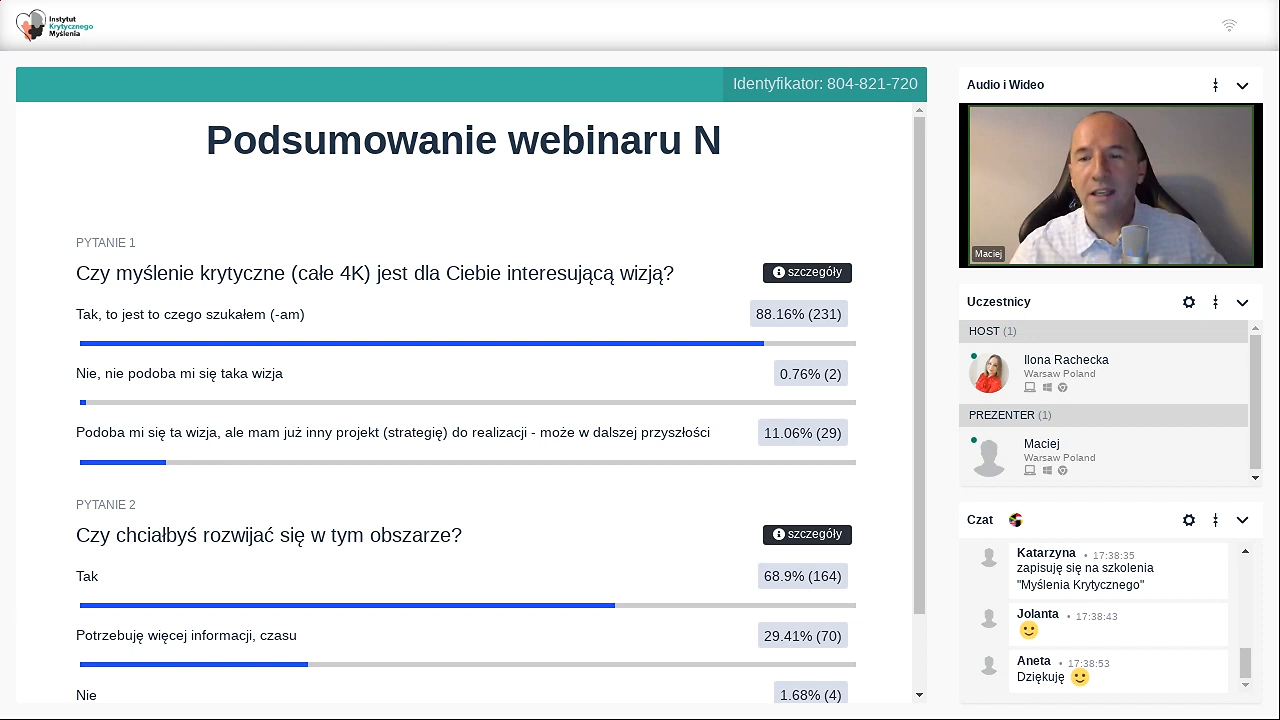 Instytut
Krytycznego
Myślenia
Identyfikator: 804-821-720
Podsumowanie webinaru N
PYTANIE 1
Czy myślenie krytyczne (całe 4K) jest dla Ciebie interesującą wizją?
szczegóły
Tak, to jest to czego szukałem (-am)
88.16% (231)
Nie, nie podoba mi się taka wizja
0.76% (2)
Podoba mi się ta wizja, ale mam już inny projekt (strategię) do realizacji - może w dalszej przyszłości
11.06% (29)
PYTANIE 2
Czy chciałbyś rozwijać się w tym obszarze?
szczegóły
Tak
68.9% (164)
Potrzebuję więcej informacji, czasu
29.41% (70)
Nie
1.68% (4)
Audio i Wideo
Maciej
Uczestnicy
HOST (1)
Ilona Rachecka
Warsaw Poland
PREZENTER (1)
Maciej
Warsaw Poland
Czat
Katarzyna • 17:38:35
zapisuję się na szkolenia
"Myślenia Krytycznego"
Jolanta • 17:38:43
Aneta • 17:38:53
Dziękuję